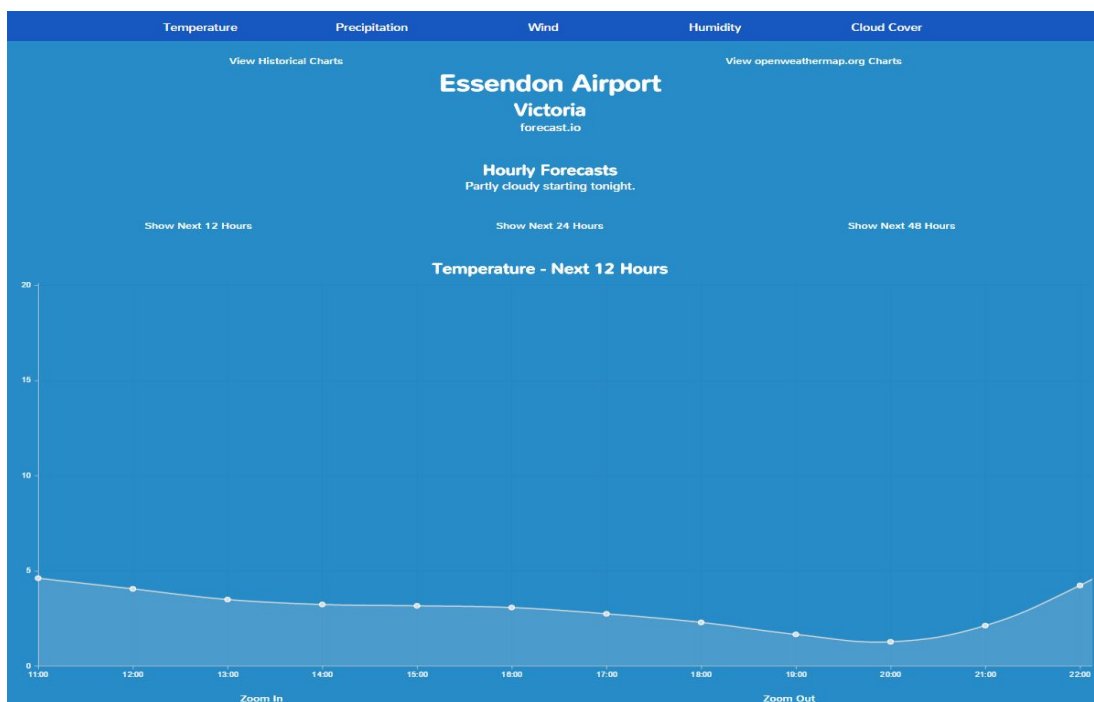 Temperature Precipitation Wind Humidity Cloud Cover
View Historical Charts View openweathermap.org Charts
Essendon Airport
Victoria
forecast.io
Hourly Forecasts
Partly cloudy starting tonight.
Show Next 12 Hours Show Next 24 Hours Show Next 48 Hours
Temperature - Next 12 Hours
20
15
10
5
0
11:00 12:00 13:00 14:00 15:00 16:00 17:00 18:00 19:00 20:00 21:00 22:00
Zoom In Zoom Out